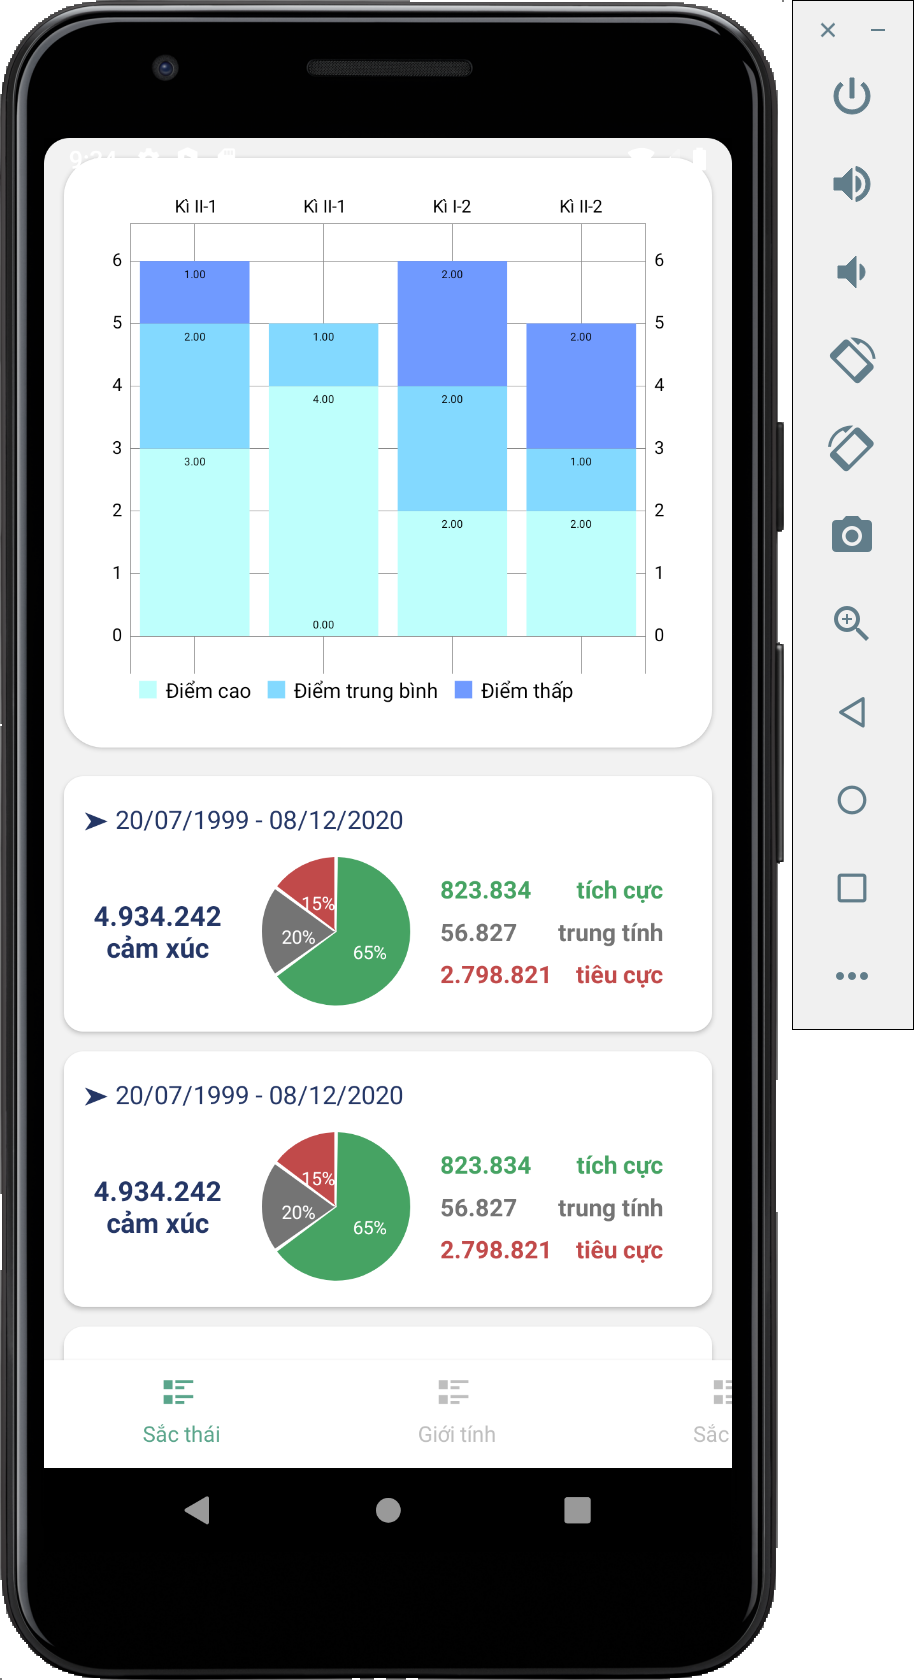 9:34
Kì II-1 Kì II-1 Kì I-2 Kì II-2
6 1.00 2.00 6
5 2.00 1.00 2.00 5
4 4.00 2.00 4
3 3.00 1.00 3
2 2.00 2.00 2
1 1
0 0.00 0
Điểm cao Điểm trung bình Điểm thấp
20/07/1999 - 08/12/2020
823.834 tích cực
4.934.242
cảm xúc
15%
20%
65%
56.827 trung tính
2.798.821 tiêu cực
20/07/1999 - 08/12/2020
823.834 tích cực
4.934.242
cảm xúc
15%
20%
65%
56.827 trung tính
2.798.821 tiêu cực
Sắc thái Giới tính Sắc